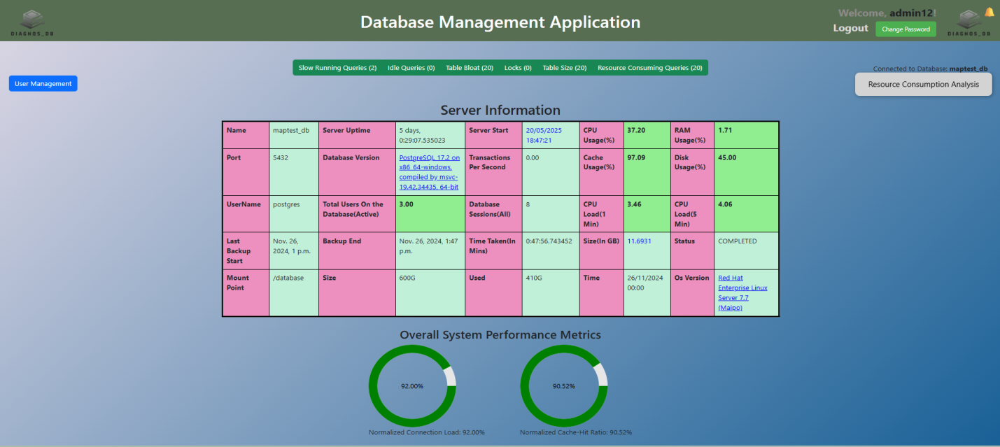 DIAGNOS_DB
Database Management Application
Welcome, admin12!
Logout
Change Password
DIAGNOS_DB
Slow Running Queries (2)
Idle Queries (0)
Table Bloat (20)
Locks (0)
Table Size (20)
Resource Consuming Queries (20)
Connected to Database: maptest_db
User Management
Resource Consumption Analysis
Server Information
Name
maptest_db
Server Uptime
5 days,
0:29:07.535023
Server Start
20/05/2025
18:47:21
CPU
Usage(%)
37.20
RAM
Usage(%)
1.71
Port
5432
Database Version
PostgreSQL 17.2 on
x86_64-windows,
compiled by msvc-
19.42.34435, 64-bit
Transactions
Per Second
0.00
Cache
Usage(%)
97.09
Disk
Usage(%)
45.00
UserName
postgres
Total Users On the
Database(Active)
3.00
Database
Sessions(All)
8
CPU
Load(1
Min)
3.46
CPU
Load(5
Min)
4.06
Last
Backup
Start
Nov. 26,
2024, 1 p.m.
Backup End
Nov. 26, 2024, 1:47
p.m.
Time Taken(In
Mins)
0:47:56.743452
Size(In GB)
11.6931
Status
COMPLETED
Mount
Point
/database
Size
600G
Used
410G
Time
26/11/2024
00:00
Os Version
Red Hat
Enterprise Linux
Server 7.7
(Maipo)
Overall System Performance Metrics
92.00%
90.52%
Normalized Connection Load: 92.00%
Normalized Cache-Hit Ratio: 90.52%